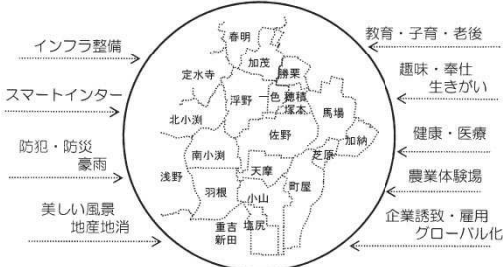 インフラ整備
スマートインター
防犯・防災
豪雨
美しい風景
地産地消
春明
加茂
勝栗
定水寺
浮野
一色
穂積
塚本
馬場
北小渕
佐野
加納
芝原
南小渕
天摩
浅野
羽根
町屋
小山
重吉
新田
塩尻
教育・子育・老後
趣味・奉仕
生きがい
健康・医療
農業体験場
企業誘致・雇用
グローバル化